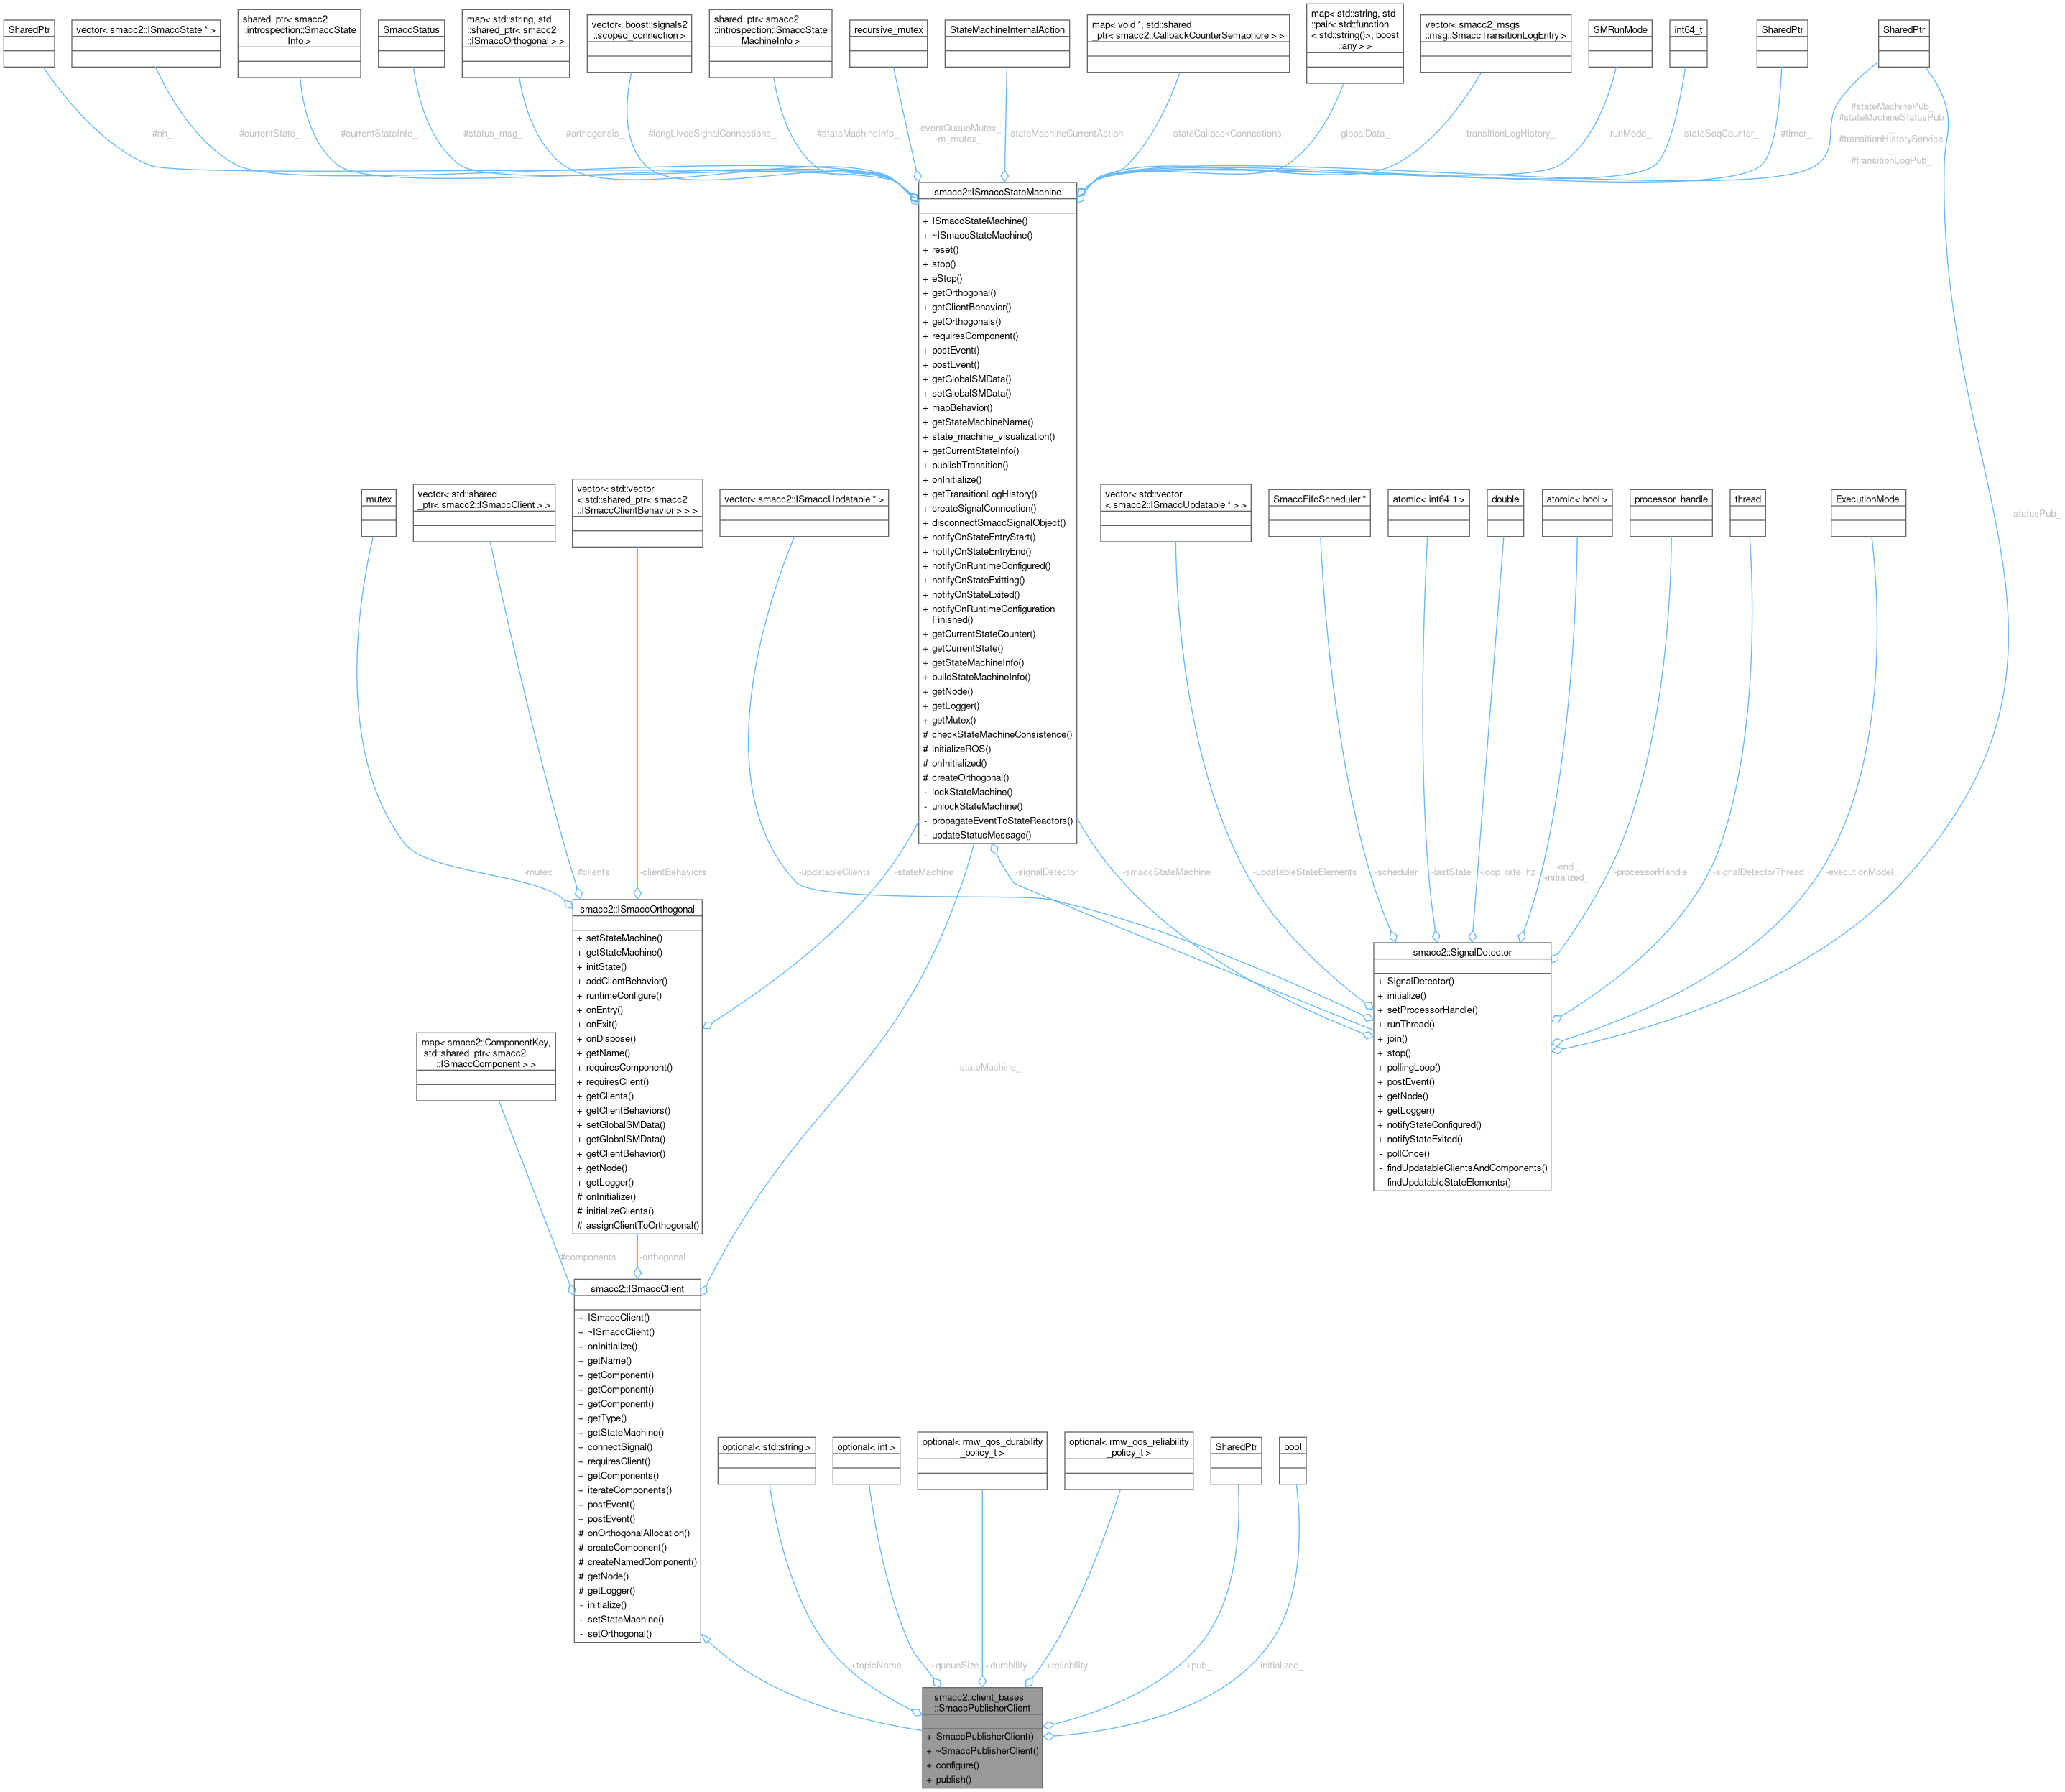 SharedPtr
vector< smacc2::ISmaccState * >
shared_ptr< smacc2
::introspection::SmaccState
Info >
SmaccStatus
map< std::string, std
::shared_ptr< smacc2
::ISmaccOrthogonal > >
vector< boost::signals2
::scoped_connection >
shared_ptr< smacc2
::introspection::SmaccState
MachineInfo >
recursive_mutex
StateMachineInternalAction
map< void *, std::shared
_ptr< smacc2::CallbackCounterSemaphore > >
map< std::string, std
::pair< std::function
< std::string()>, boost
::any > >
vector< smacc2_msgs
::msg::SmaccTransitionLogEntry >
SMRunMode
int64_t
SharedPtr
SharedPtr
#nh_
#currentState_
#currentStateInfo_
#status_msg_
#orthogonals_
#longLivedSignalConnections_
#stateMachineInfo_
-eventQueueMutex_
-m_mutex_
-stateMachineCurrentAction
-stateCallbackConnections
-globalData_
-transitionLogHistory_
-runMode_
-stateSeqCounter_
#timer_
#stateMachinePub_
#stateMachineStatusPub
_
#transitionHistoryService
_
#transitionLogPub_
smacc2::ISmaccStateMachine
+ ISmaccStateMachine()
+ ~ISmaccStateMachine()
+ reset()
+ stop()
+ eStop()
+ getOrthogonal()
+ getClientBehavior()
+ getOrthogonals()
+ requiresComponent()
+ postEvent()
+ postEvent()
+ getGlobalSMData()
+ setGlobalSMData()
+ mapBehavior()
+ getStateMachineName()
+ state_machine_visualization()
+ getCurrentStateInfo()
+ publishTransition()
+ onInitialize()
+ getTransitionLogHistory()
+ createSignalConnection()
+ disconnectSmaccSignalObject()
+ notifyOnStateEntryStart()
+ notifyOnStateEntryEnd()
+ notifyOnRuntimeConfigured()
+ notifyOnStateExitting()
+ notifyOnStateExited()
+ notifyOnRuntimeConfiguration
Finished()
+ getCurrentStateCounter()
+ getCurrentState()
+ getStateMachineInfo()
+ buildStateMachineInfo()
+ getNode()
+ getLogger()
+ getMutex()
# checkStateMachineConsistence()
# initializeROS()
# onInitialized()
# createOrthogonal()
- lockStateMachine()
- unlockStateMachine()
- propagateEventToStateReactors()
- updateStatusMessage()
mutex
vector< std::shared
_ptr< smacc2::ISmaccClient > >
vector< std::vector
< std::shared_ptr< smacc2
::ISmaccClientBehavior > > >
vector< smacc2::ISmaccUpdatable * >
vector< std::vector
< smacc2::ISmaccUpdatable * > >
SmaccFifoScheduler *
atomic< int64_t >
double
atomic< bool >
processor_handle
thread
ExecutionModel
-statusPub_
-mutex_
#clients_
-clientBehaviors_
-updatableClients_
-stateMachine_
-signalDetector_
-smaccStateMachine_
-updatableStateElements_
-scheduler_
-lastState_
-loop_rate_hz
-end_
-initialized_
-processorHandle_
-signalDetectorThread_
-executionModel_
smacc2::ISmaccOrthogonal
+ setStateMachine()
+ getStateMachine()
+ initState()
+ addClientBehavior()
+ runtimeConfigure()
+ onEntry()
+ onExit()
+ onDispose()
+ getName()
+ requiresComponent()
+ requiresClient()
+ getClients()
+ getClientBehaviors()
+ setGlobalSMData()
+ getGlobalSMData()
+ getClientBehavior()
+ getNode()
+ getLogger()
# onInitialize()
# initializeClients()
# assignClientToOrthogonal()
smacc2::SignalDetector
+ SignalDetector()
+ initialize()
+ setProcessorHandle()
+ runThread()
+ join()
+ stop()
+ pollingLoop()
+ postEvent()
+ getNode()
+ getLogger()
+ notifyStateConfigured()
+ notifyStateExited()
- pollOnce()
- findUpdatableClientsAndComponents()
- findUpdatableStateElements()
map< smacc2::ComponentKey,
std::shared_ptr< smacc2
::ISmaccComponent > >
-stateMachine_
#components_
-orthogonal_
smacc2::ISmaccClient
+ ISmaccClient()
+ ~ISmaccClient()
+ onInitialize()
+ getName()
+ getComponent()
+ getComponent()
+ getComponent()
+ getType()
+ getStateMachine()
+ connectSignal()
+ requiresClient()
+ getComponents()
+ iterateComponents()
+ postEvent()
+ postEvent()
# onOrthogonalAllocation()
# createComponent()
# createNamedComponent()
# getNode()
# getLogger()
- initialize()
- setStateMachine()
- setOrthogonal()
optional< std::string >
optional< int >
optional< rmw_qos_durability
_policy_t >
optional< rmw_qos_reliability
_policy_t >
SharedPtr
bool
+topicName
+queueSize
+durability
+reliability
+pub_
-initialized_
smacc2::client_bases
::SmaccPublisherClient
+ SmaccPublisherClient()
+ ~SmaccPublisherClient()
+ configure()
+ publish()